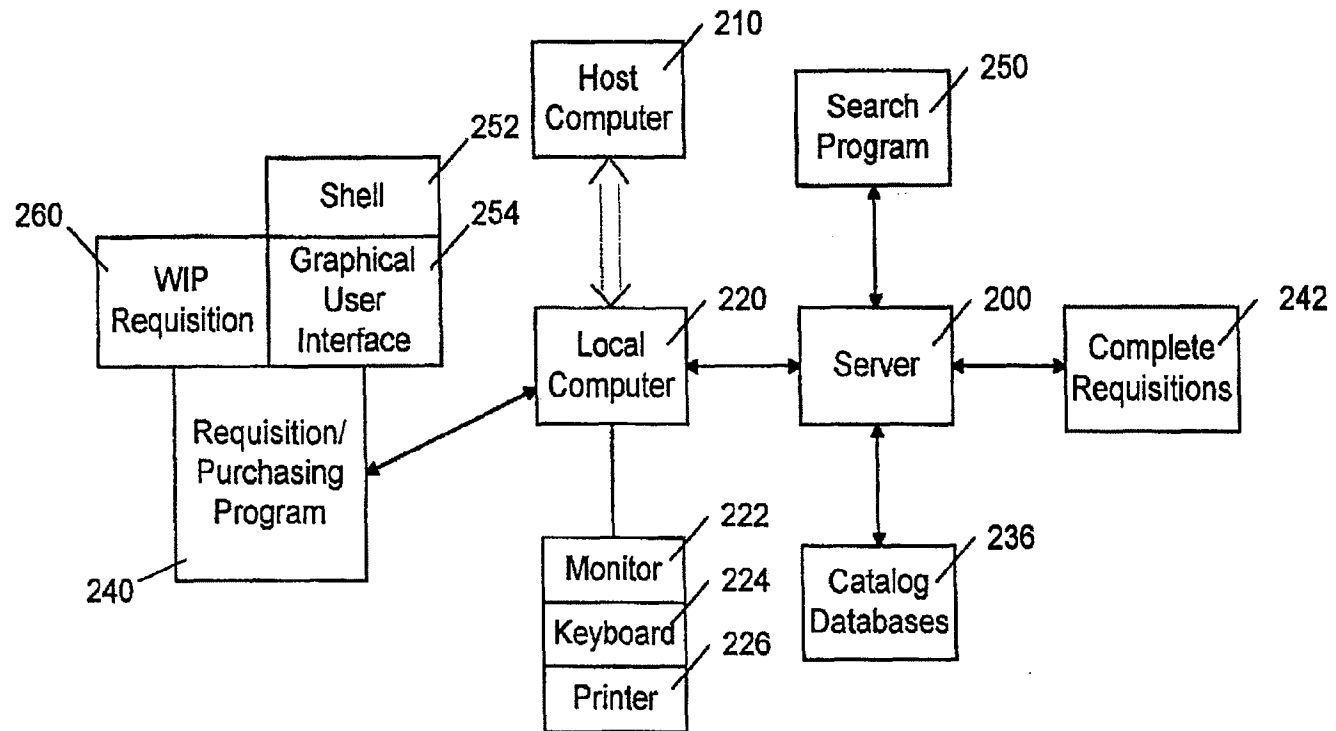 210
Host
Computer
250
Search
Program
252
Shell
260
254
WIP
Requisition
Graphical
User
Interface
220
Local
Computer
200
Server
242
Complete
Requisitions
Requisition/
Purchasing
Program
240
222
Monitor
224
Keyboard
226
Printer
236
Catalog
Databases